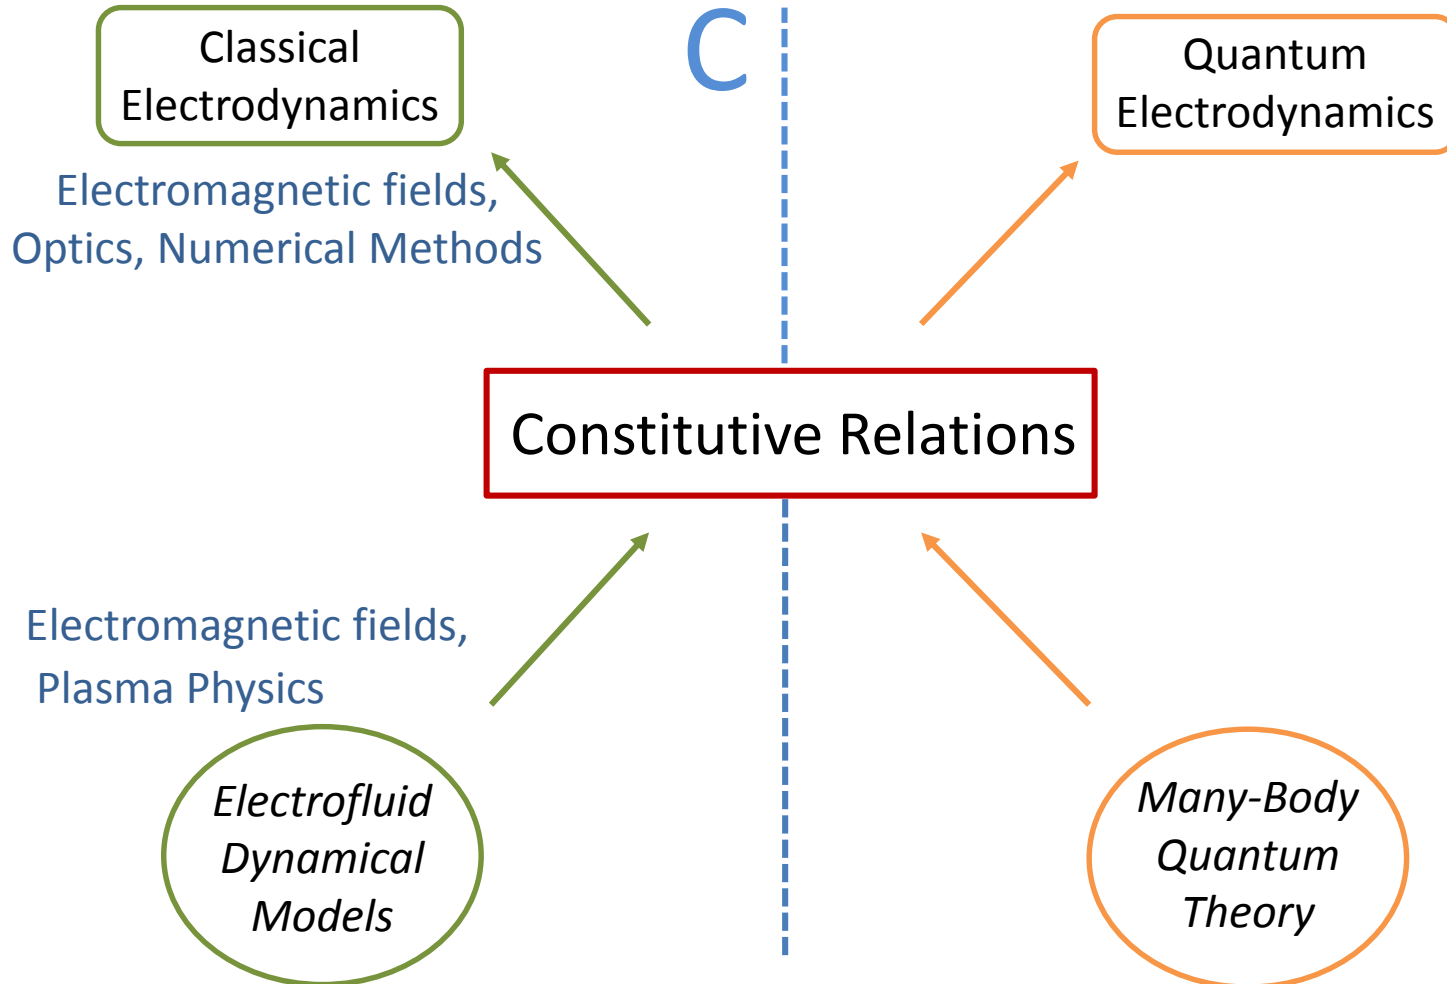 Classical
Electrodynamics
C
Quantum
Electrodynamics
Electromagnetic fields,
Optics, Numerical Methods
Constitutive Relations
Electromagnetic fields,
Plasma Physics
Electrofluid
Dynamical
Models
Many-Body
Quantum
Theory